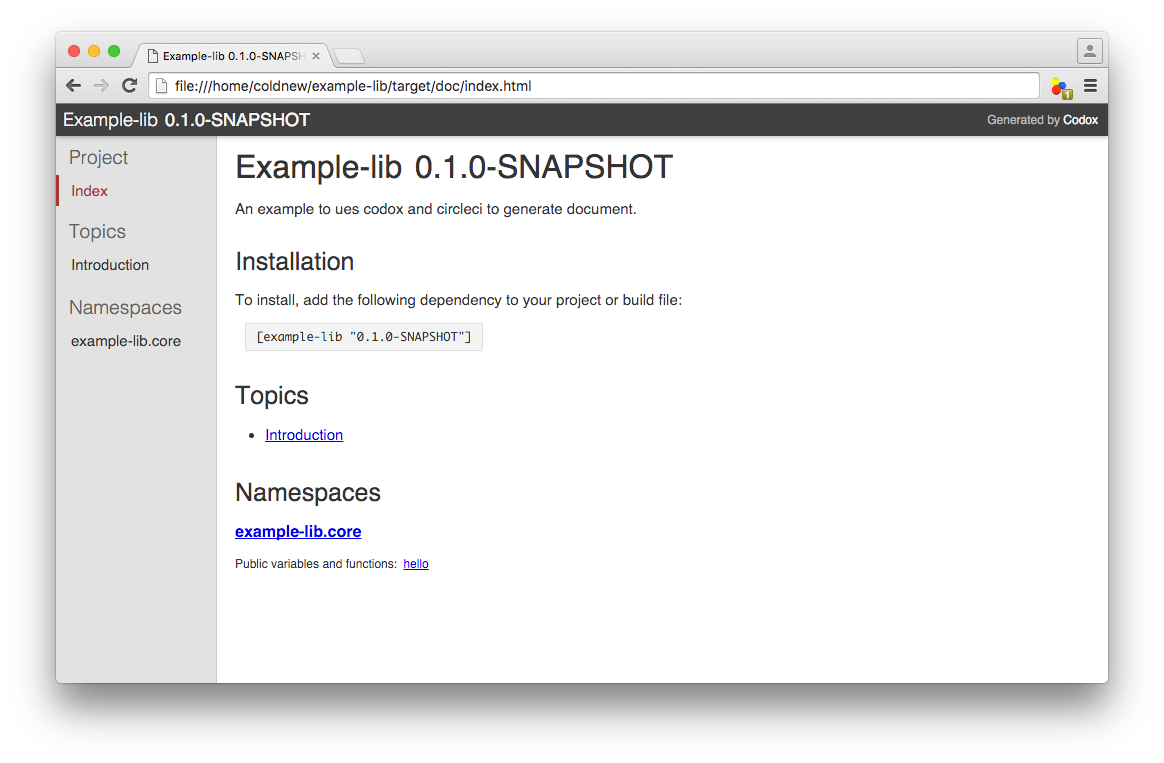 Example-lib 0.1.0-SNAPSH
file:///home/coldnew/example-lib/target/doc/index.html
1
Example-lib 0.1.0-SNAPSHOT
Generated by Codox
Project
Index
Topics
Introduction
Namespaces
example-lib.core
Example-lib 0.1.0-SNAPSHOT
An example to ues codox and circleci to generate document.
Installation
To install, add the following dependency to your project or build file:
[example-lib "0.1.0-SNAPSHOT"]
Topics
Introduction
Namespaces
example-lib.core
Public variables and functions: hello